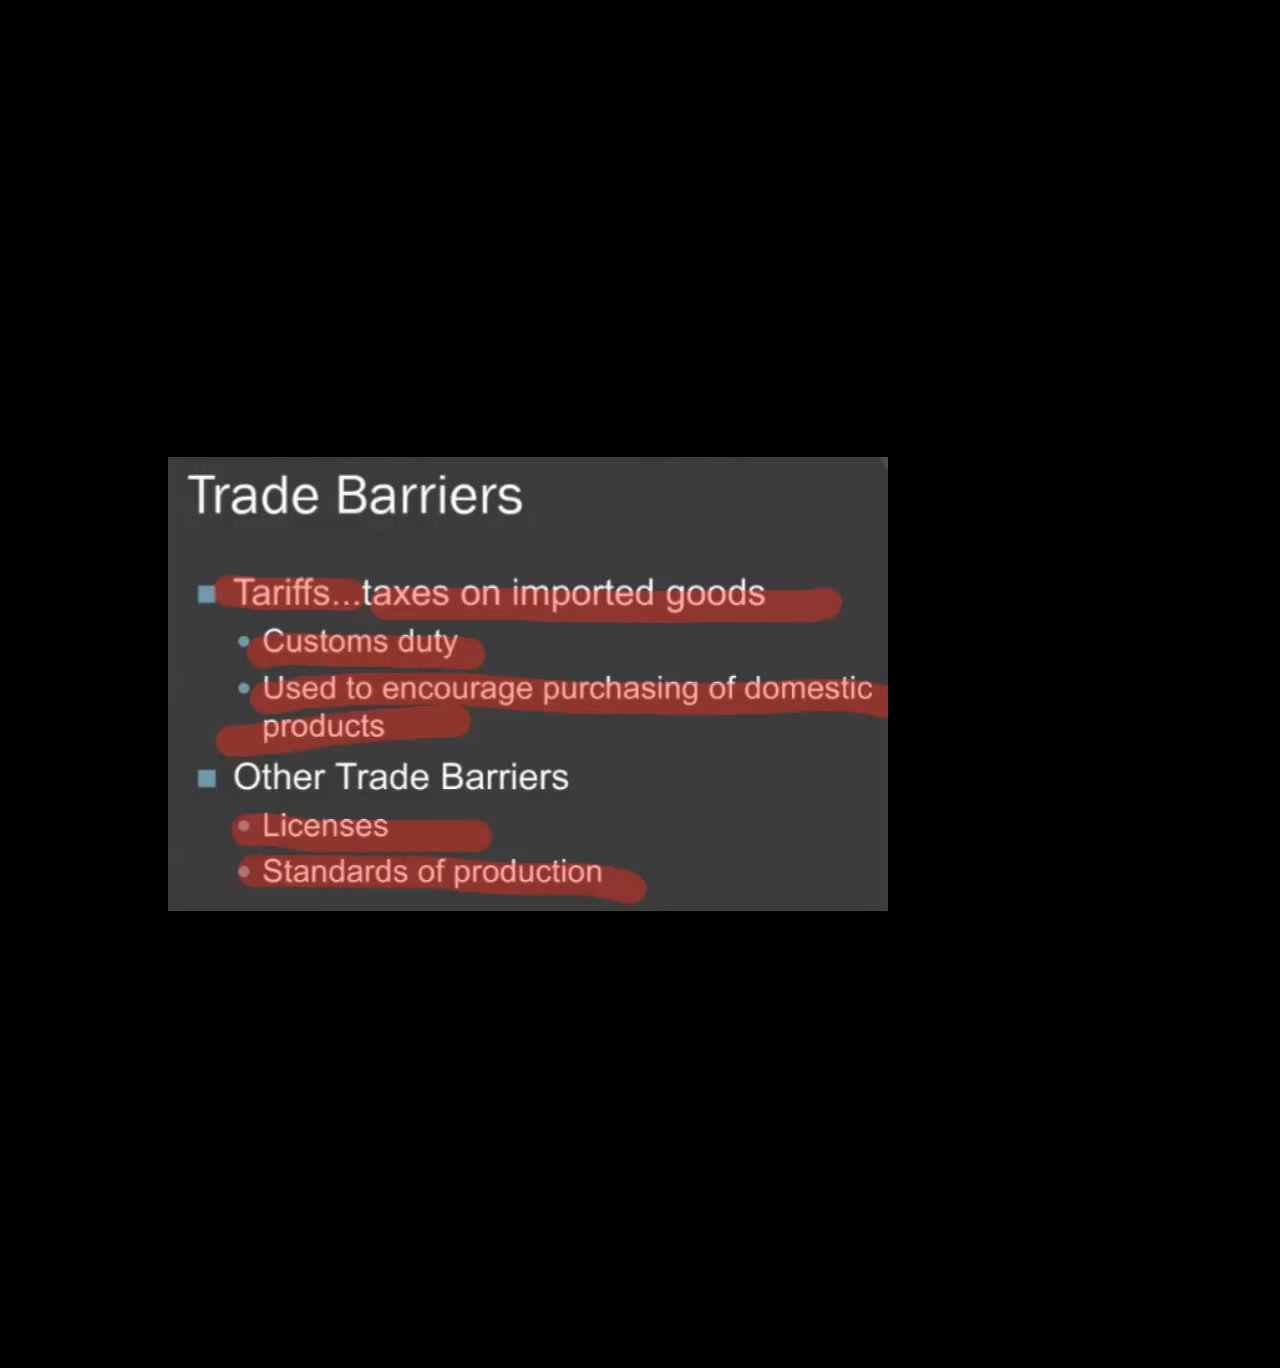 Trade Barriers
Tariffs...taxes on imported goods
Customs duty
Used to encourage purchasing of domestic
products
Other Trade Barriers
Licenses
Standards of production